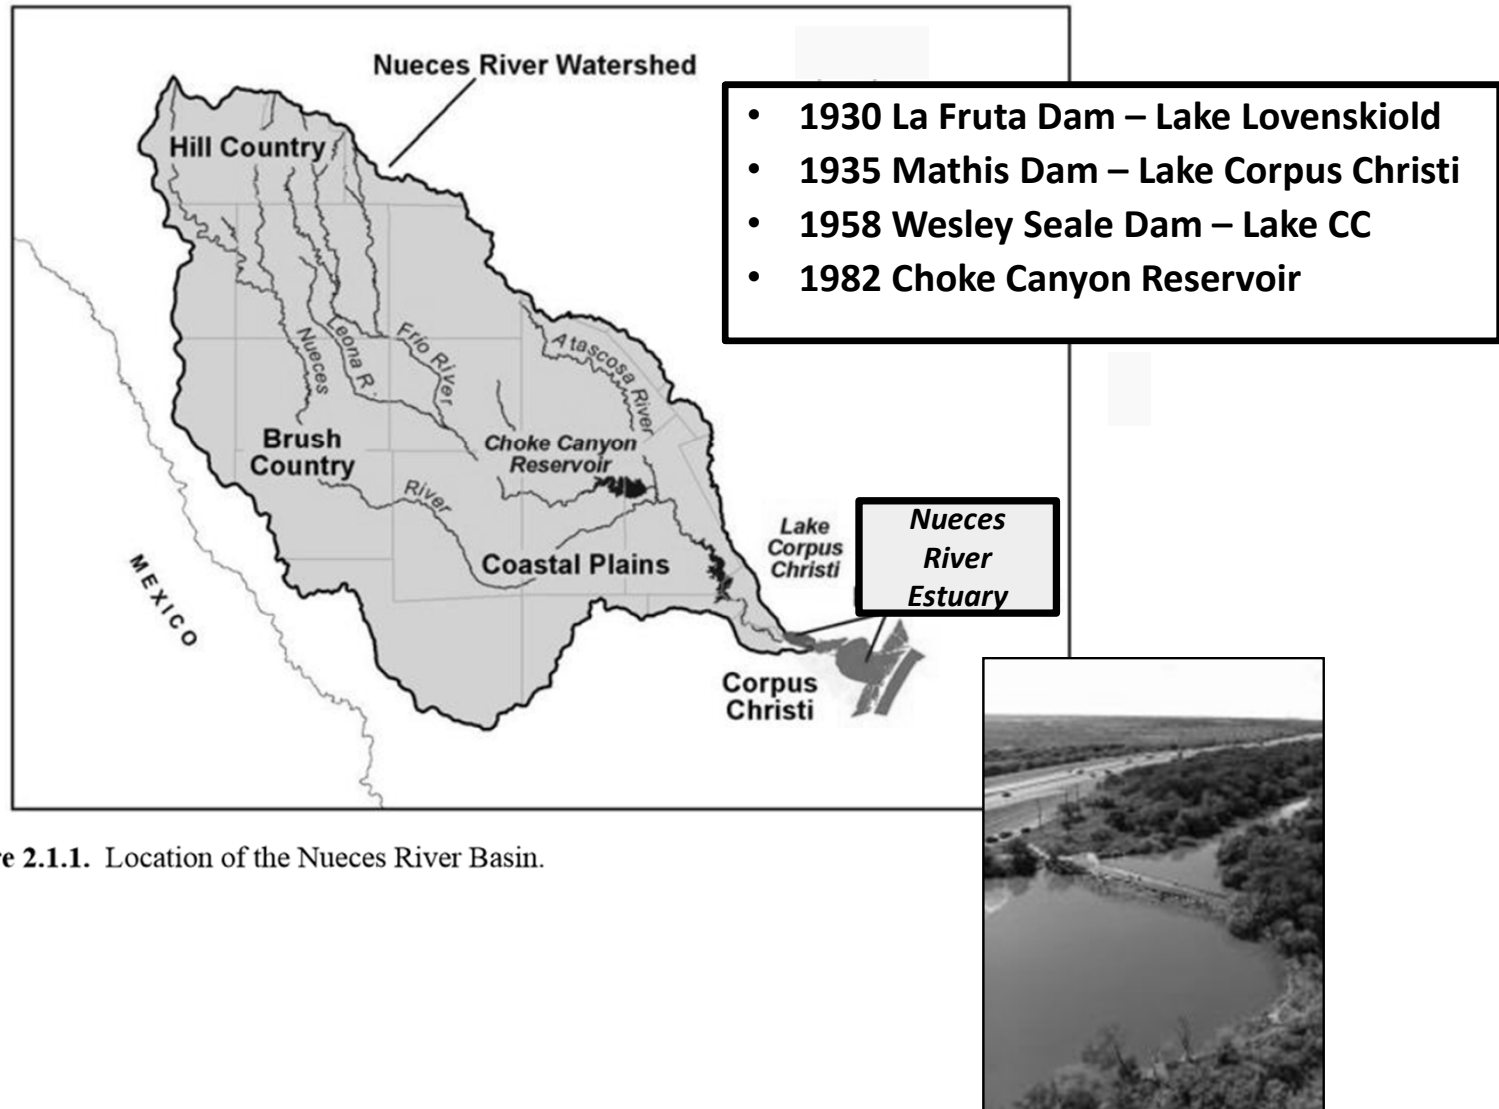 Nueces River Watershed
• 1930 La Fruta Dam – Lake Lovenskiold
• 1935 Mathis Dam – Lake Corpus Christi
• 1958 Wesley Seale Dam – Lake CC
• 1982 Choke Canyon Reservoir
Hill Country
Nueces
Leona R.
Frio River
Atascosa River
Brush
Country
Choke Canyon
Reservoir
River
Coastal Plains
Lake
Corpus
Christi
Nueces
River
Estuary
MEXICO
Corpus
Christi
e 2.1.1. Location of the Nueces River Basin.